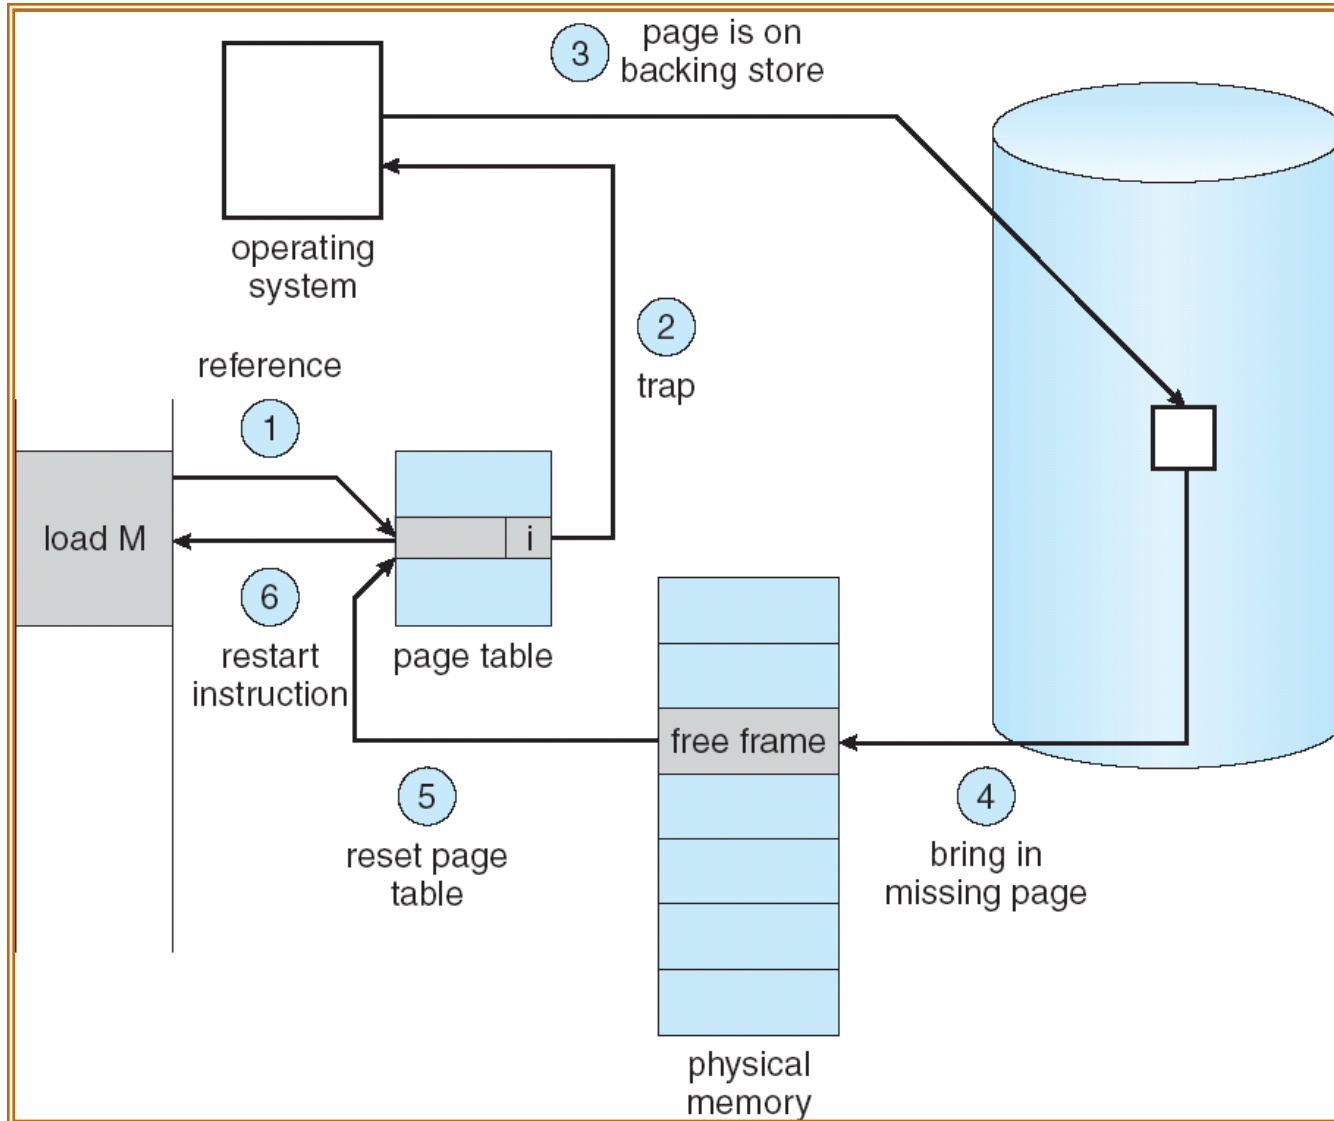 3
page is on
backing store
operating
system
2
trap
reference
1
load M
i
6
restart
instruction
page table
free frame
5
reset page
table
4
bring in
missing page
physical
memory